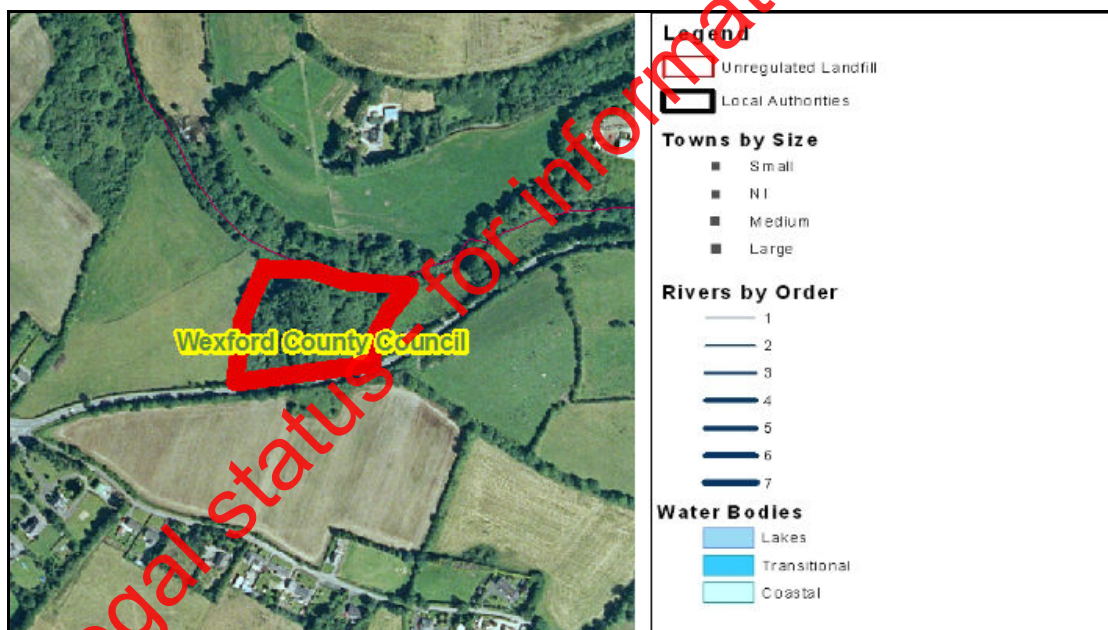 Wexford County Council
Legend
Unregulated Landfill
Local Authorities
Towns by Size
Small
NI
Medium
Large
Rivers by Order
1
2
3
4
5
6
7
Water Bodies
Lakes
Transitional
Coastal
legal status - for informat